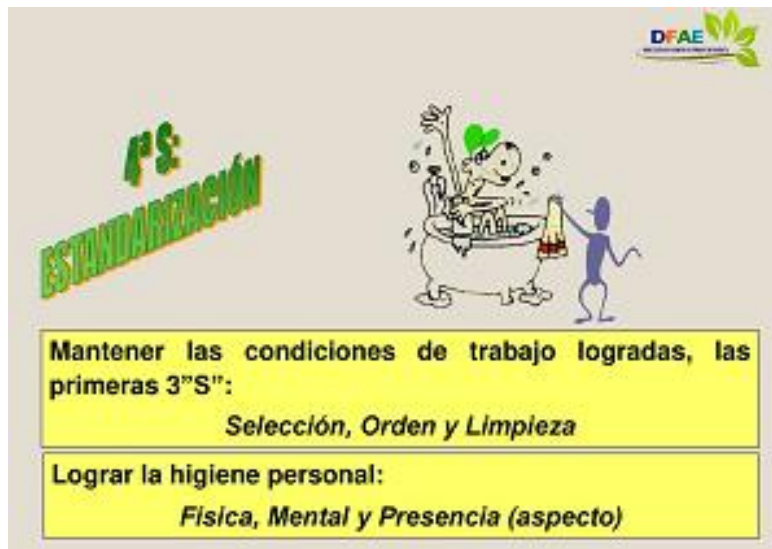 DFAE
4ª S:
ESTANDARIZACIÓN
Mantener las condiciones de trabajo logradas, las
primeras 3”S”:
Selección, Orden y Limpieza
Lograr la higiene personal:
Fisica, Mental y Presencia (aspecto)